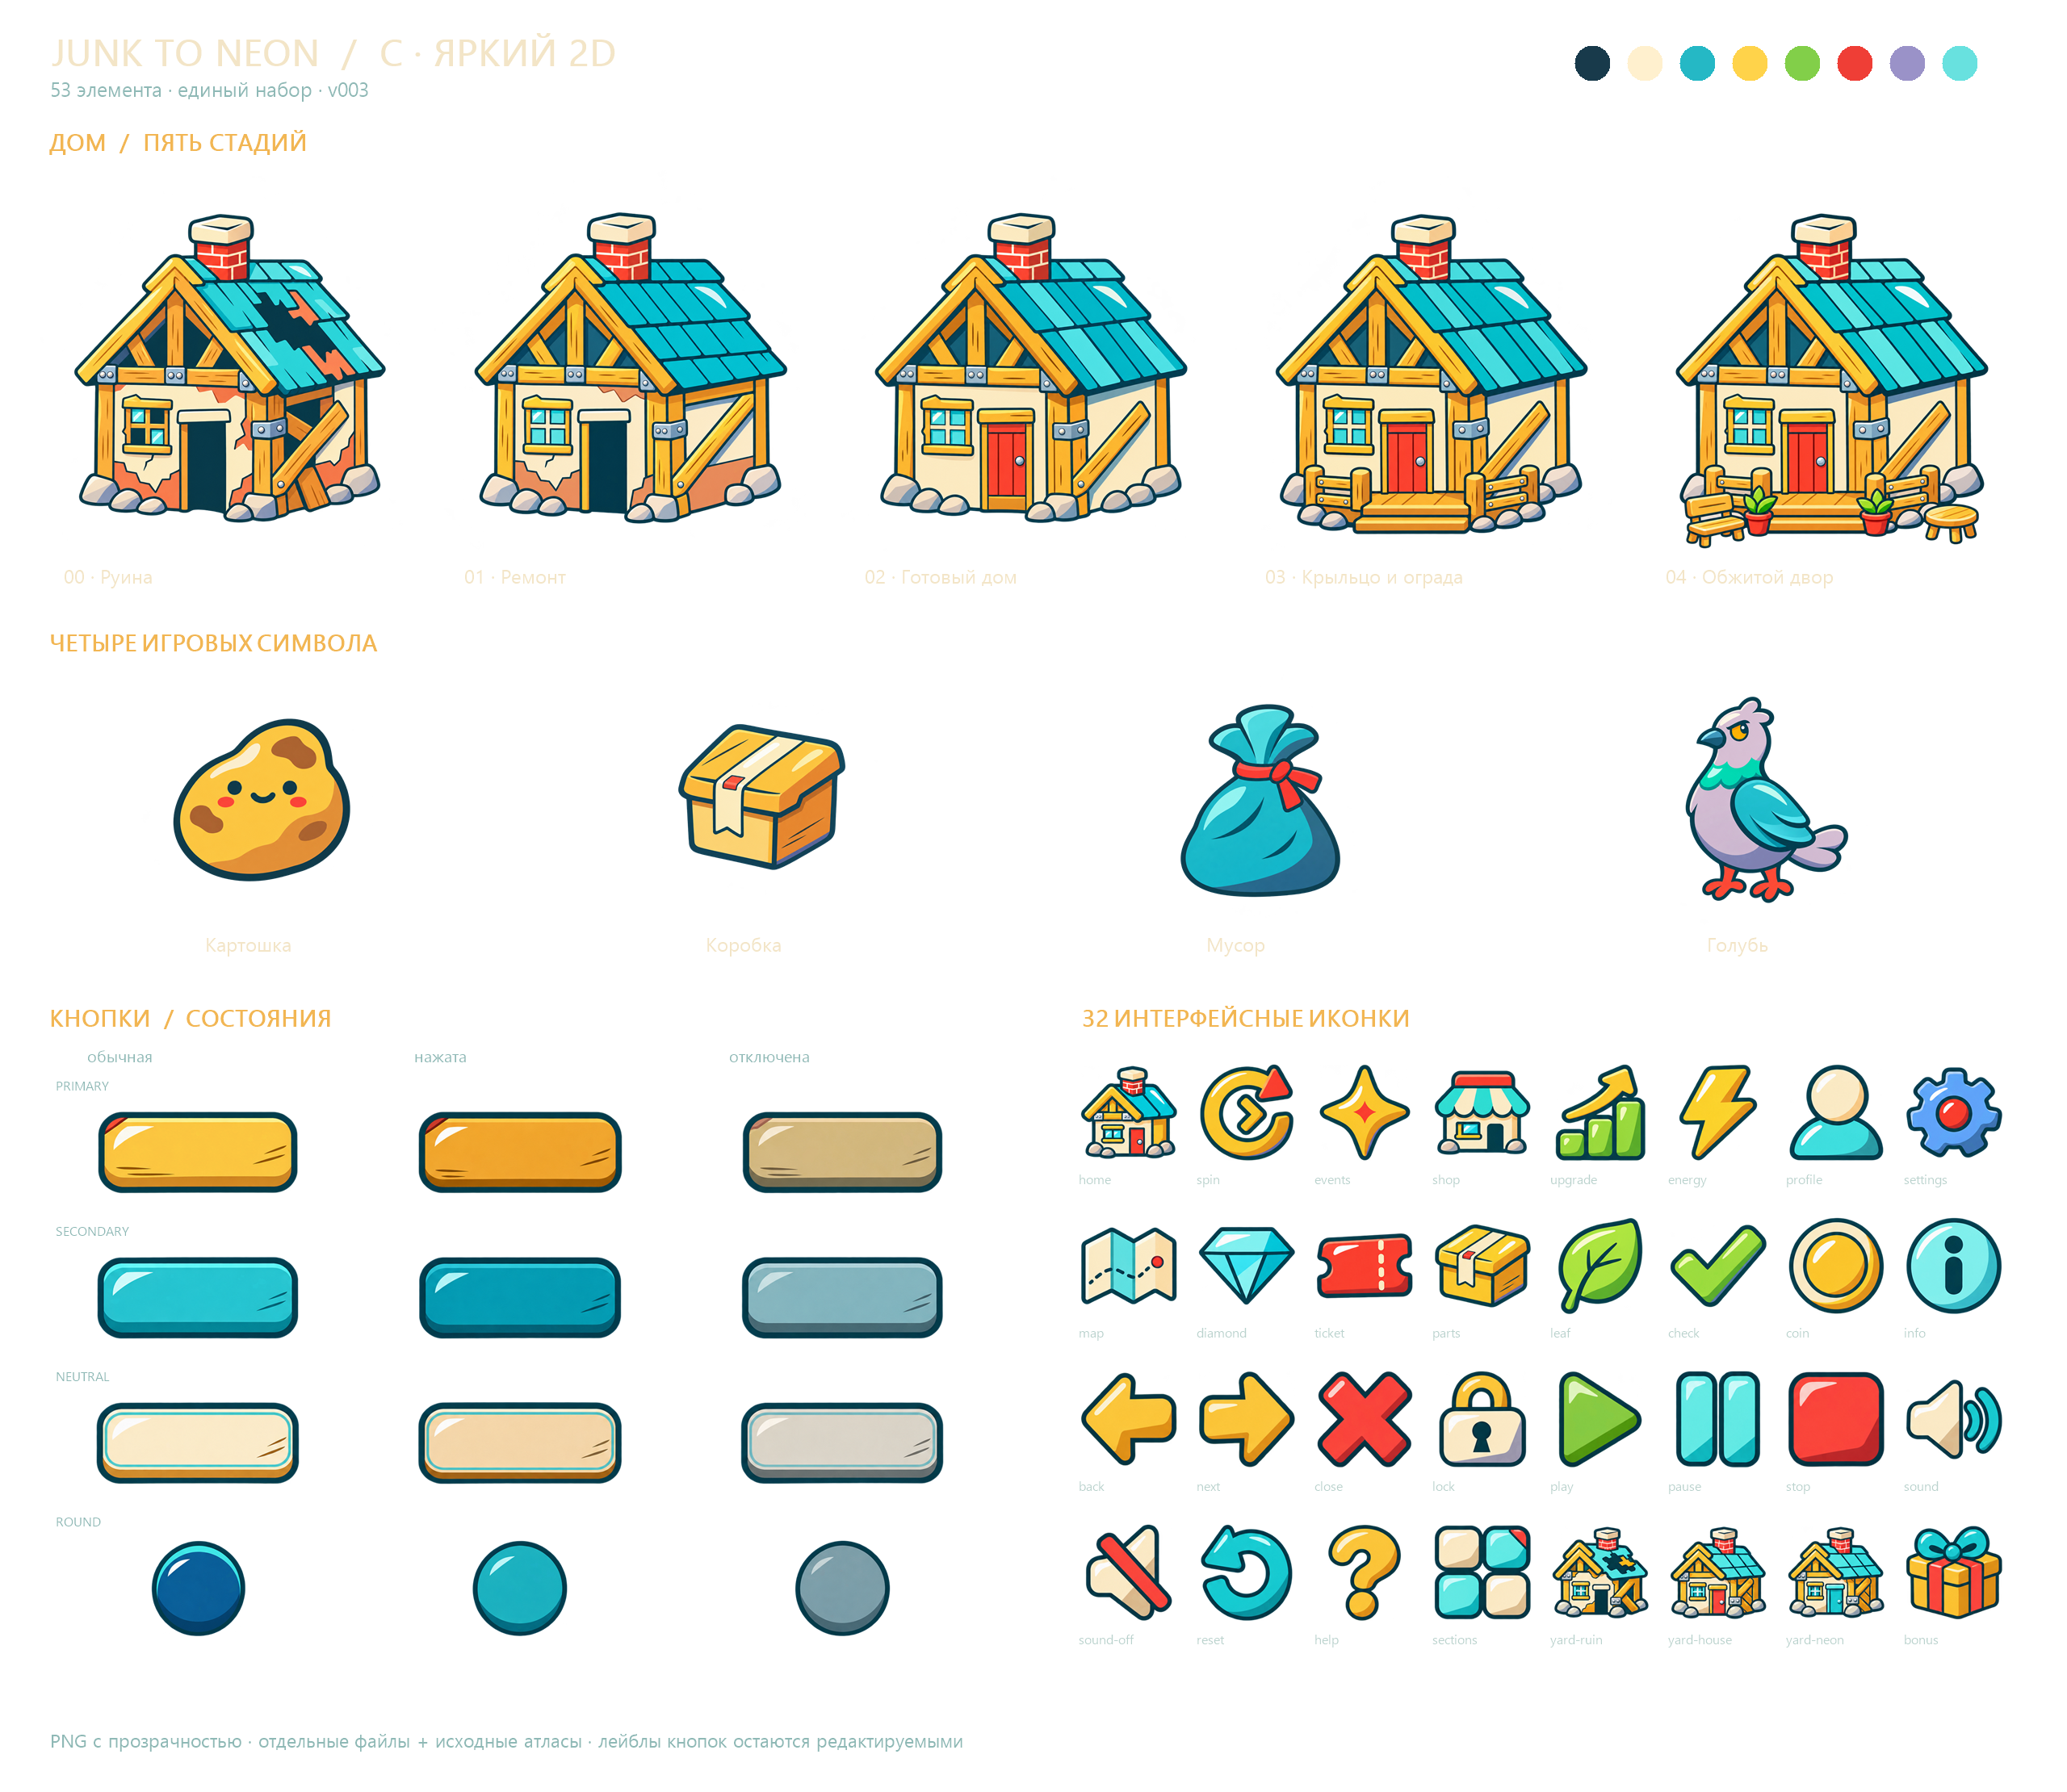 JUNK TO NEON / C · ЯРКИЙ 2D
53 элемента · единый набор · v003
ДОМ / ПЯТЬ СТАДИЙ
00 · Руина
01 · Ремонт
02 · Готовый дом
03 · Крыльцо и ограда
04 · Обжитой двор
ЧЕТЫРЕ ИГРОВЫХ СИМВОЛА
Картошка
Коробка
Мусор
Голубь
КНОПКИ / СОСТОЯНИЯ
обычная
нажата
отключена
PRIMARY
SECONDARY
NEUTRAL
ROUND
32 ИНТЕРФЕЙСНЫЕ ИКОНКИ
home
spin
events
shop
upgrade
energy
profile
settings
map
diamond
ticket
parts
leaf
check
coin
info
back
next
close
lock
play
pause
stop
sound
sound-off
reset
help
sections
yard-ruin
yard-house
yard-neon
bonus
PNG с прозрачностью · отдельные файлы + исходные атласы · лейблы кнопок остаются редактируемыми